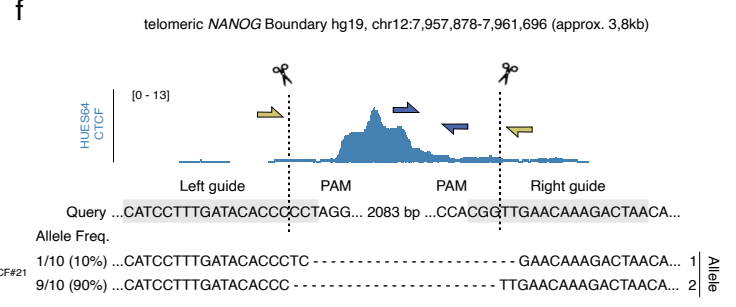 f
telomeric NANOG Boundary hg19, chr12:7,957,878-7,961,696 (approx. 3,8kb)
[0 - 13]
HUES64
CTCF
Left guide PAM PAM Right guide
Query ...CATCCTTTGATACACCCCCTAGG... 2083 bp ...CCACGGTTGAACAAAGACTAACA...
Allele Freq.
CF#21
1/10 (10%) ...CATCCTTTGATACACCCTC - - - - - - - - - - - - - - - - - - - - GAACAAAGACTAACA... 1
9/10 (90%) ...CATCCTTTGATACACCC - - - - - - - - - - - - - - - - - - - - - TTGAACAAAGACTAACA... 2
Allele